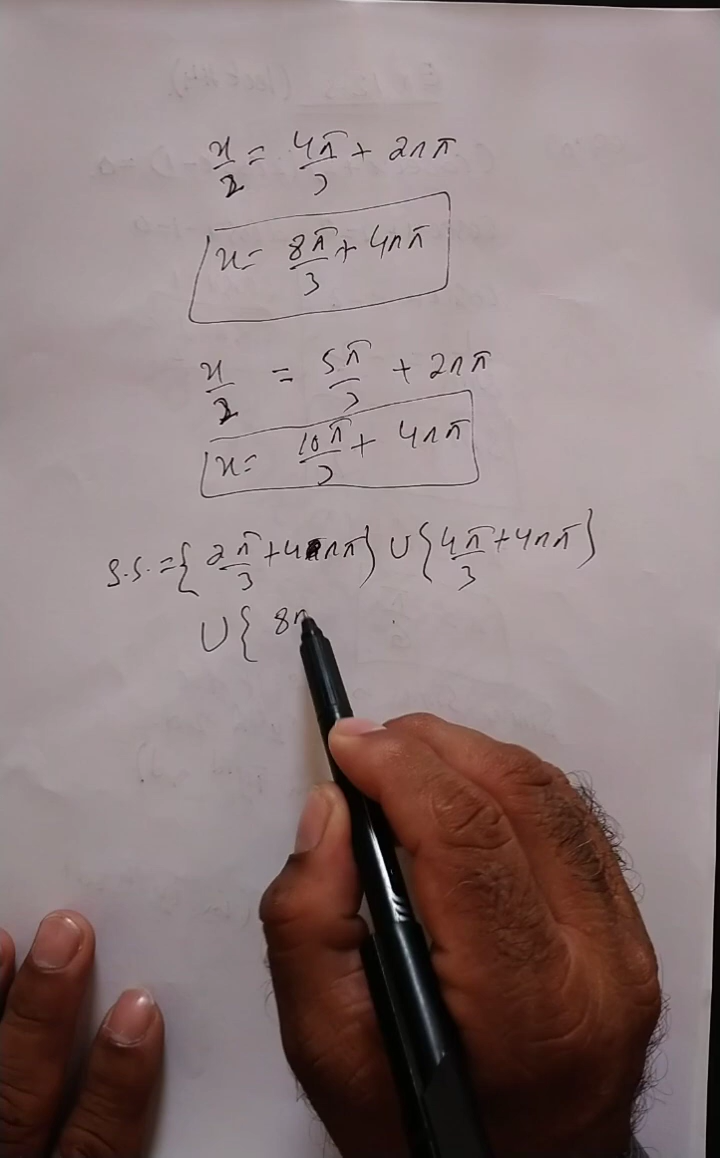 x/2 = 4π/3 + 2nπ
x = 8π/3 + 4nπ
x/2 = 5π/3 + 2nπ
x = 10π/3 + 4nπ
S.S. = { 2π/3 + 4nπ } ∪ { 4π/3 + 4nπ }
∪ { 8π